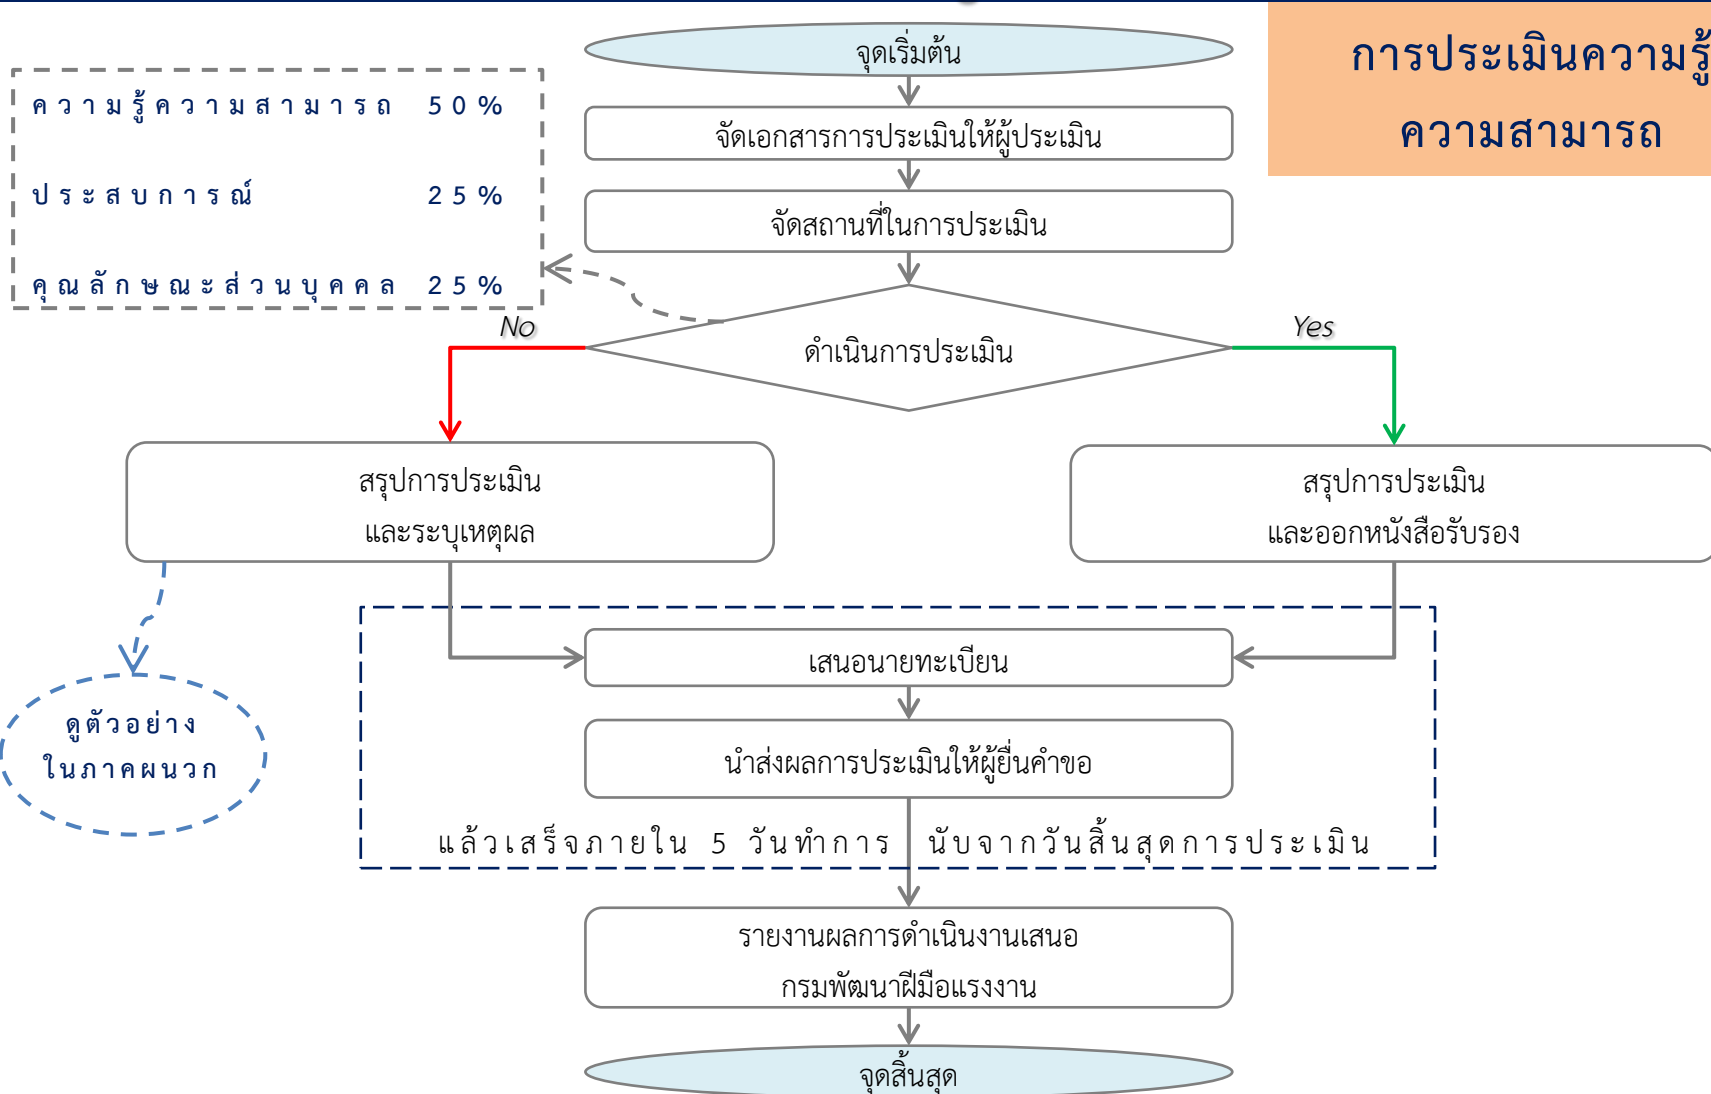 จุดเริ่มต้น
การประเมินความรู้
ความสามารถ
ความรู้ความสามารถ 50%
ประสบการณ์ 25%
คุณลักษณะส่วนบุคคล 25%
จัดเอกสารการประเมินให้ผู้ประเมิน
จัดสถานที่ในการประเมิน
ดำเนินการประเมิน
No
Yes
สรุปการประเมิน
และระบุเหตุผล
สรุปการประเมิน
และออกหนังสือรับรอง
ดูตัวอย่าง
ในภาคผนวก
เสนอนายทะเบียน
นำส่งผลการประเมินให้ผู้ยื่นคำขอ
แล้วเสร็จภายใน 5 วันทำการ นับจากวันสิ้นสุดการประเมิน
รายงานผลการดำเนินงานเสนอ
กรมพัฒนาฝีมือแรงงาน
จุดสิ้นสุด